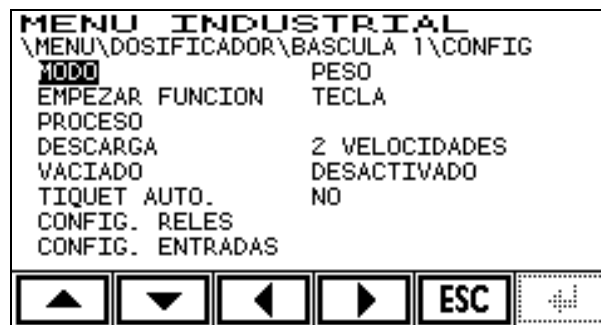 MENU INDUSTRIAL
\MENU\DOSIFICADOR\BASCULA 1\CONFIG
MODO PESO
EMPEZAR FUNCION TECLA
PROCESO
DESCARGA 2 VELOCIDADES
VACIADO DESACTIVADO
TIQUET AUTO. NO
CONFIG. RELES
CONFIG. ENTRADAS
ESC